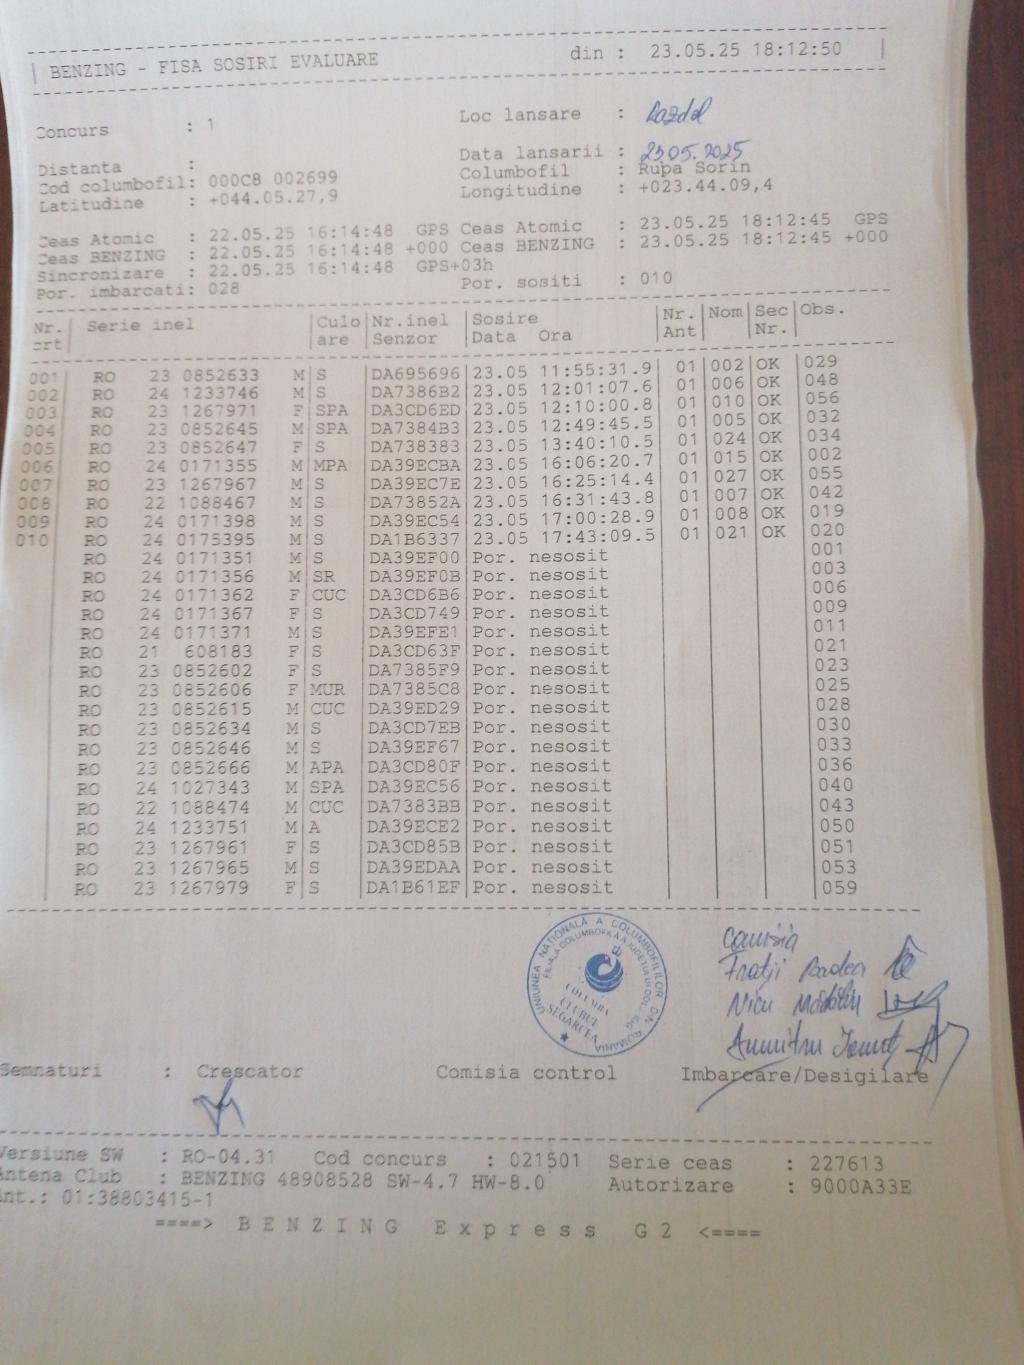 BENZING - FISA SOSIRI EVALUARE din : 23.05.25 18:12:50
Concurs : 1 Loc lansare :
Distanta : Data lansarii : 23.05.2025
Cod columbofil: 000C8 002699 Columbofil : Rupa Sorin
Latitudine : +044.05.27,9 Longitudine : +023.44.09,4
Ceas Atomic : 22.05.25 16:14:48 GPS Ceas Atomic : 23.05.25 18:12:45 GPS
Ceas BENZING : 22.05.25 16:14:48 +000 Ceas BENZING : 23.05.25 18:12:45 +000
Sincronizare : 22.05.25 16:14:48 GPS+03h
Por. imbarcati: 028 Por. sositi : 010
Nr. Serie inel Culo Nr.inel Sosire Nr. Nom Sec Obs.
crt are Senzor Data Ora Ant Nr.
001 RO 23 0852633 M S DA695696 23.05 11:55:31.9 01 002 OK 029
002 RO 24 1233746 M S DA7386B2 23.05 12:01:07.6 01 006 OK 048
003 RO 23 1267971 F SPA DA3CD6ED 23.05 12:10:00.8 01 010 OK 056
004 RO 23 0852645 M SPA DA7384B3 23.05 12:49:45.5 01 005 OK 032
005 RO 23 0852647 F S DA738383 23.05 13:40:10.5 01 024 OK 034
006 RO 24 0171355 M MPA DA39ECBA 23.05 16:06:20.7 01 015 OK 002
007 RO 23 1267967 M S DA39EC7E 23.05 16:25:14.4 01 027 OK 055
008 RO 22 1088467 M S DA73852A 23.05 16:31:43.8 01 007 OK 042
009 RO 24 0171398 M S DA39EC54 23.05 17:00:28.9 01 008 OK 019
010 RO 24 0175395 M S DA1B6337 23.05 17:43:09.5 01 021 OK 020
RO 24 0171351 M S DA39EF00 Por. nesosit 001
RO 24 0171356 M SR DA39EF0B Por. nesosit 003
RO 24 0171362 F CUC DA3CD6B6 Por. nesosit 006
RO 24 0171367 F S DA3CD749 Por. nesosit 009
RO 24 0171371 M S DA39EFE1 Por. nesosit 011
RO 21 608183 F S DA3CD63F Por. nesosit 021
RO 23 0852602 F S DA7385F9 Por. nesosit 023
RO 23 0852606 F MUR DA7385C8 Por. nesosit 025
RO 23 0852615 M CUC DA39ED29 Por. nesosit 028
RO 23 0852634 M S DA3CD7EB Por. nesosit 030
RO 23 0852646 M S DA39EF67 Por. nesosit 033
RO 23 0852666 M APA DA3CD80F Por. nesosit 036
RO 24 1027343 M SPA DA39EC56 Por. nesosit 040
RO 22 1088474 M CUC DA7383BB Por. nesosit 043
RO 24 1233751 M A DA39ECE2 Por. nesosit 050
RO 23 1267961 F S DA3CD85B Por. nesosit 051
RO 23 1267965 M S DA39EDAA Por. nesosit 053
RO 23 1267979 F S DA1B61EF Por. nesosit 059
UNIUNEA NATIONALĂ A COLUMBOFILILOR DIN ROMANIA
FILIALA COLUMBOFILA A JUDETULUI DOLJ
COLUMBA
CLUBUL
SEGARCEA
Comisia
Nicu Mădălin
Dumitru Ionuț
Semnaturi : Crescator Comisia control Imbarcare/Desigilare
Versiune SW : RO-04.31 Cod concurs : 021501 Serie ceas : 227613
Antena Club : BENZING 48908528 SW-4.7 HW-8.0 Autorizare : 9000A33E
Ant.: 01:38803415-1
====> BENZING Express G2 <====